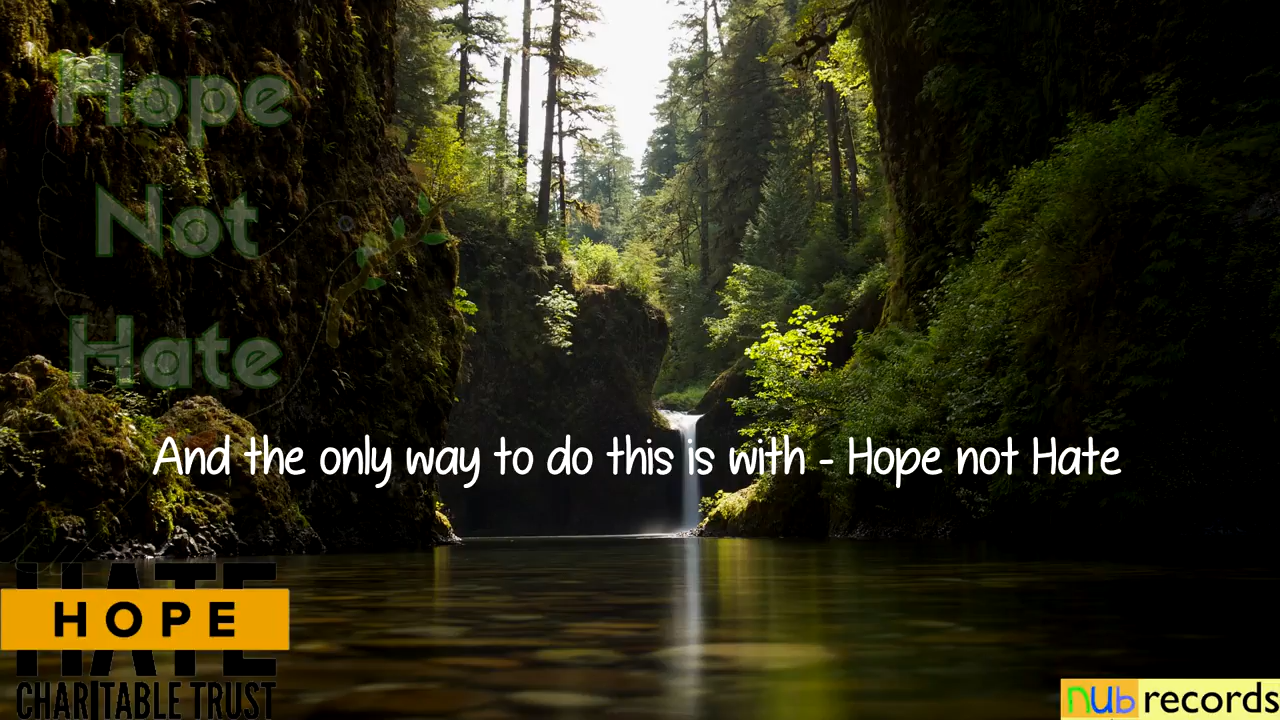 Hope
Not
Hate
And the only way to do this is with - Hope not Hate
HATE
HOPE
HATE
CHARITABLE TRUST
nub records